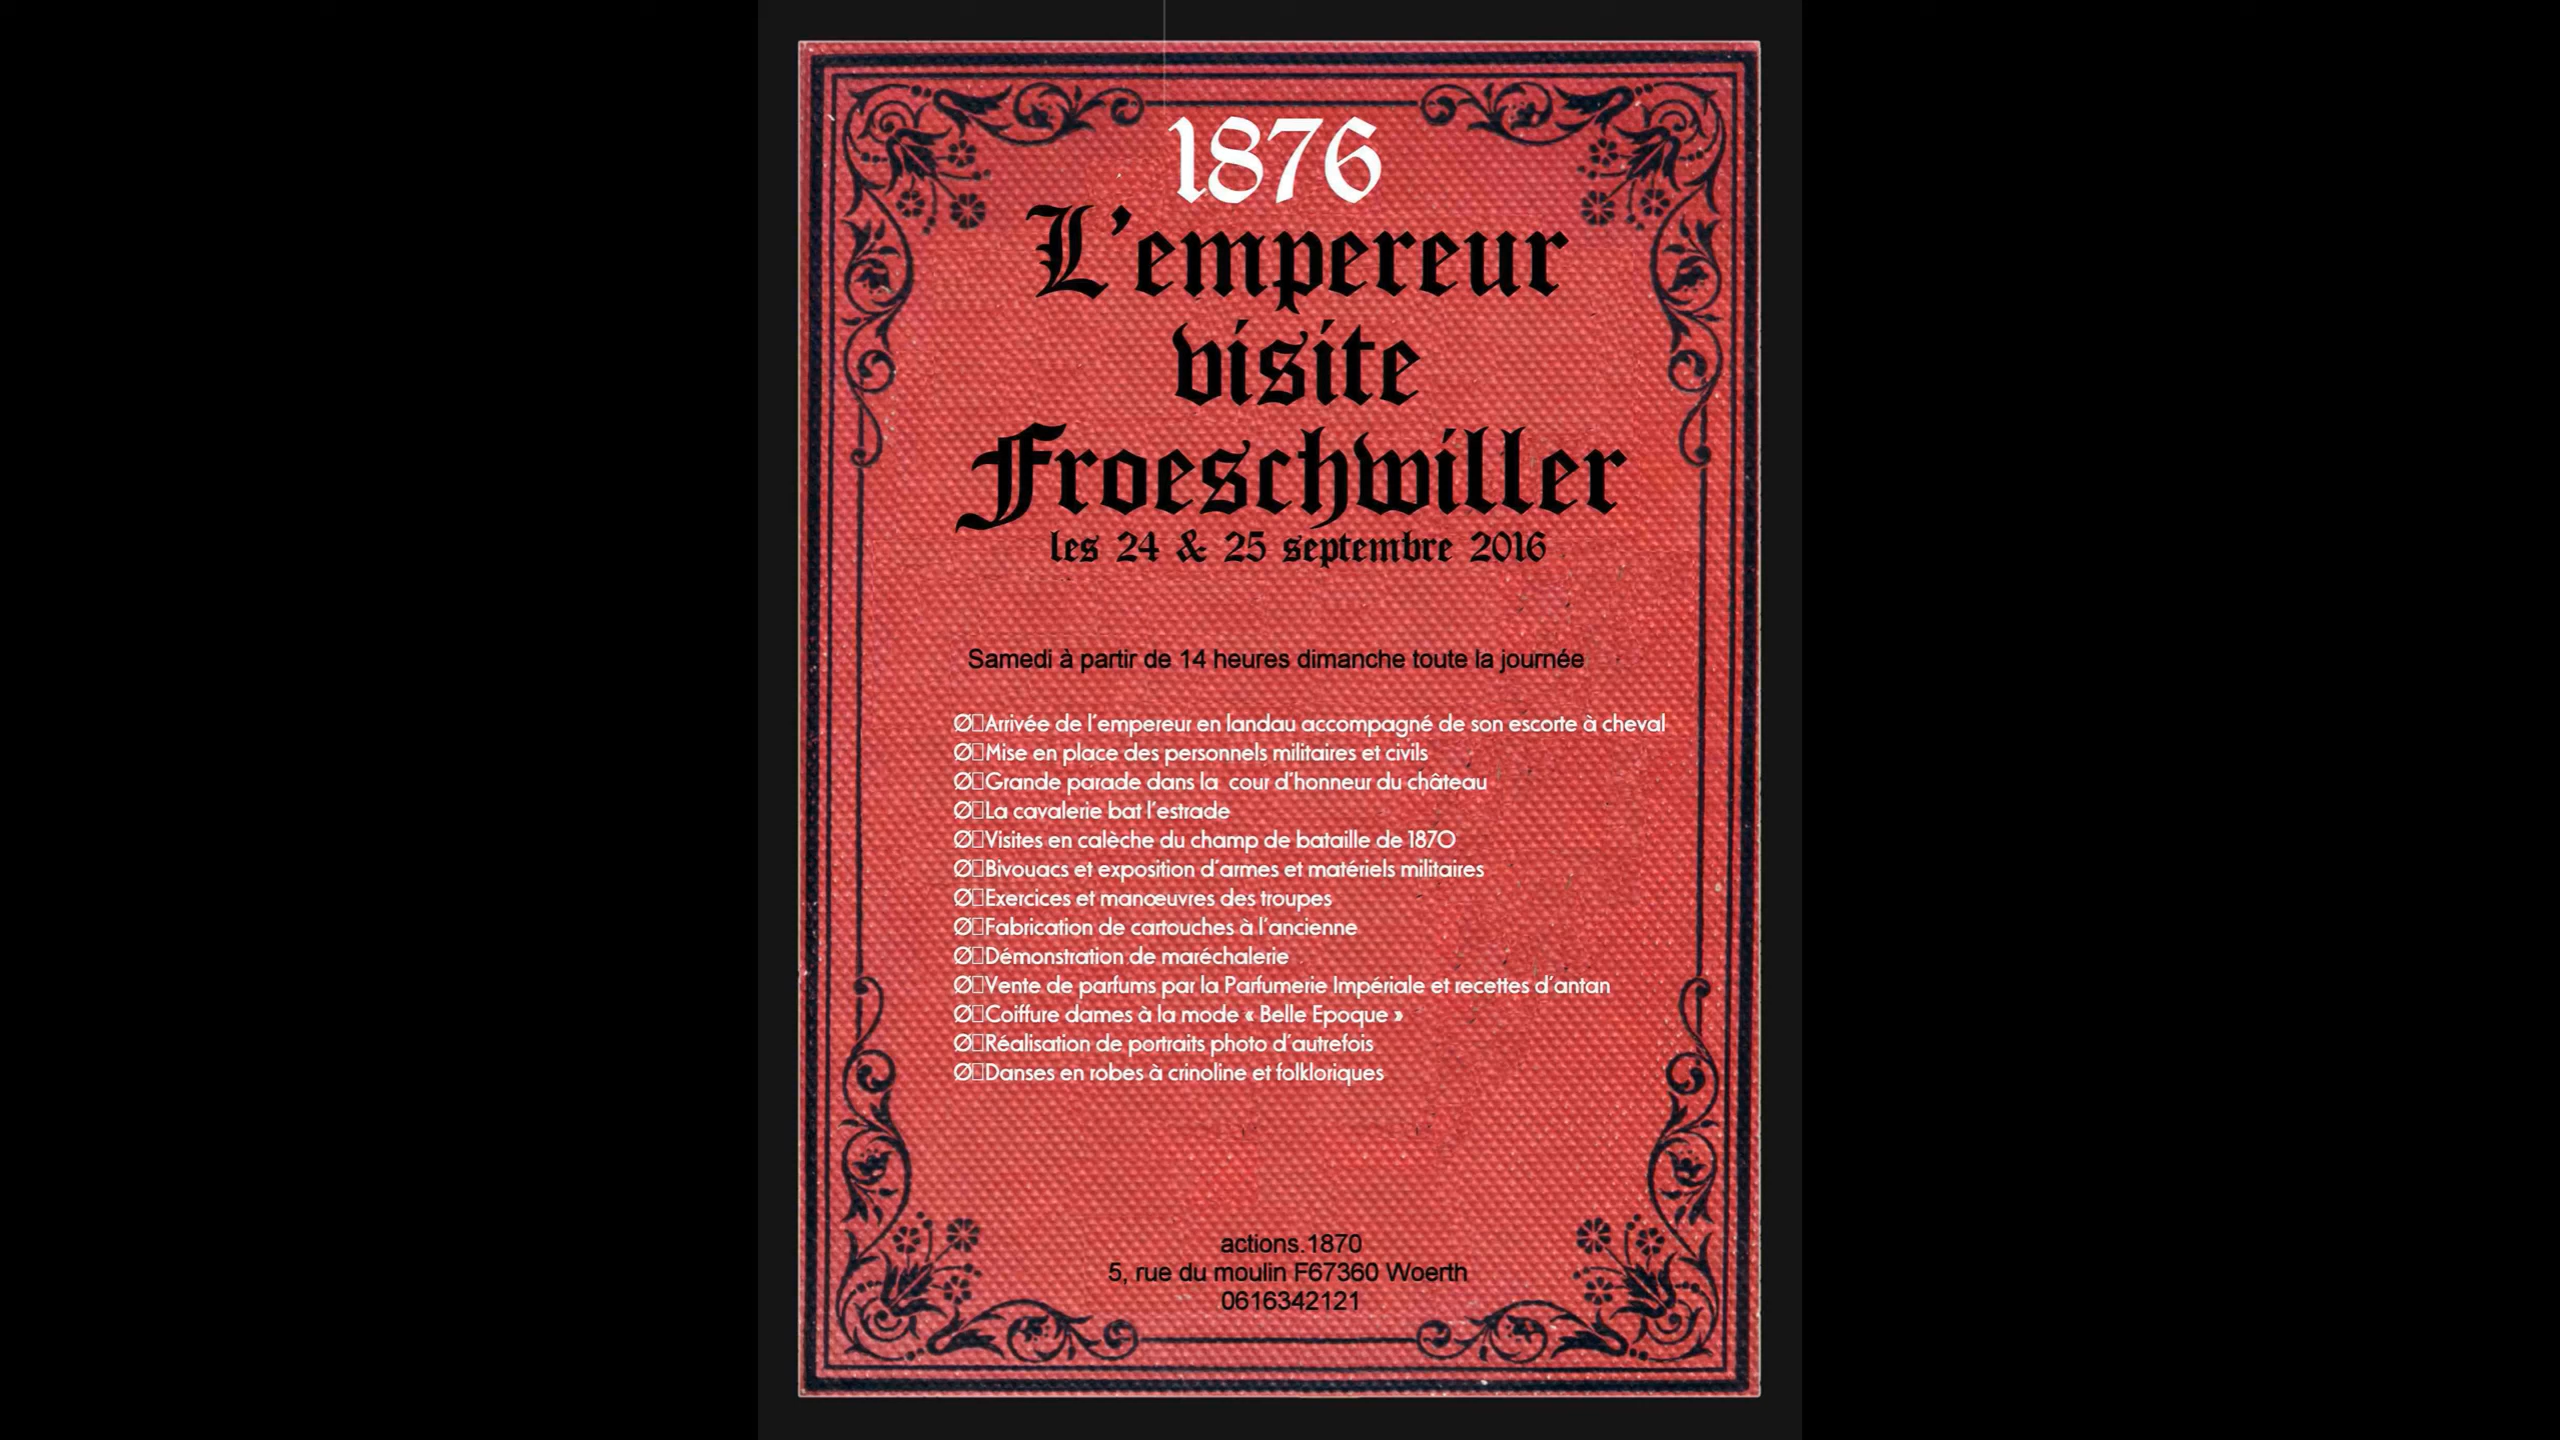 1876
L'empereur
visite
Froeschwiller
les 24 & 25 septembre 2016
Samedi à partir de 14 heures dimanche toute la journée
Ø□Arrivée de l'empereur en landau accompagné de son escorte à cheval
Ø□Mise en place des personnels militaires et civils
Ø□Grande parade dans la  cour d'honneur du château
Ø□La cavalerie bat l'estrade
Ø□Visites en calèche du champ de bataille de 1870
Ø□Bivouacs et exposition d'armes et matériels militaires
Ø□Exercices et manœuvres des troupes
Ø□Fabrication de cartouches à l'ancienne
Ø□Démonstration de maréchalerie
Ø□Vente de parfums par la Parfumerie Impériale et recettes d'antan
Ø□Coiffure dames à la mode « Belle Epoque »
Ø□Réalisation de portraits photo d'autrefois
Ø□Danses en robes à crinoline et folkloriques
actions.1870
5, rue du moulin F67360 Woerth
0616342121